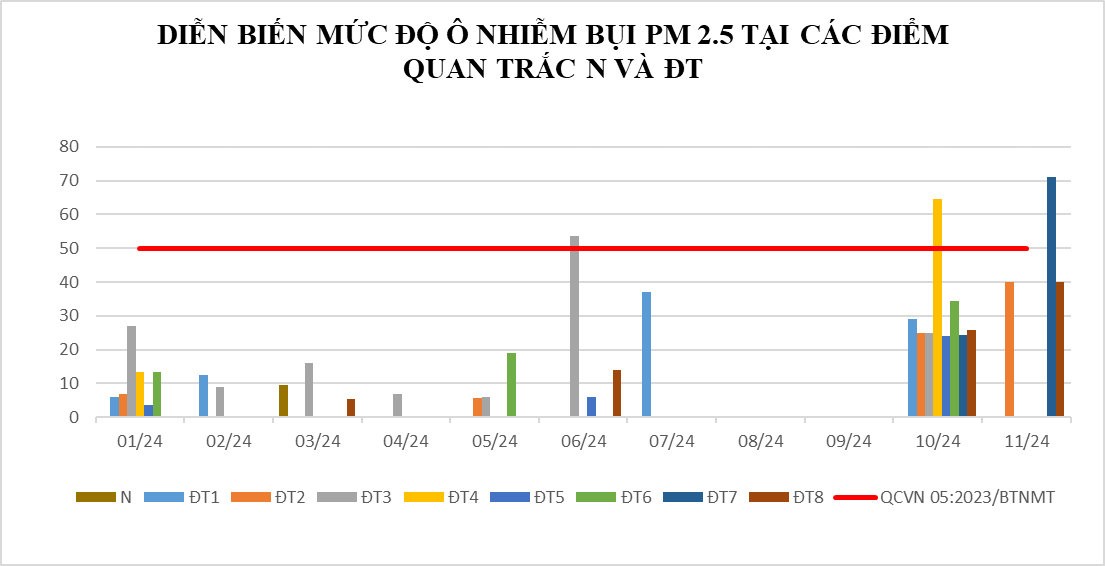 DIỄN BIẾN MỨC ĐỘ Ô NHIỄM BỤI PM 2.5 TẠI CÁC ĐIỂM
QUAN TRẮC N VÀ ĐT
80
70
60
50
40
30
20
10
0
01/24 02/24 03/24 04/24 05/24 06/24 07/24 08/24 09/24 10/24 11/24
N ĐT1 ĐT2 ĐT3 ĐT4 ĐT5 ĐT6 ĐT7 ĐT8 QCVN 05:2023/BTNMT